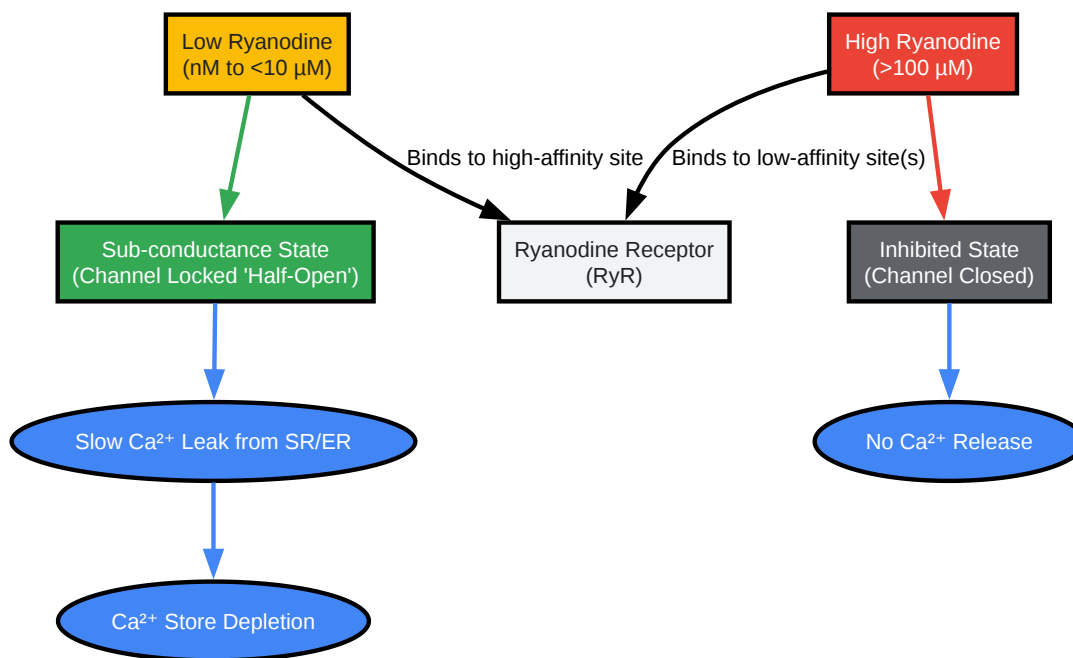 Low Ryanodine
(nM to <10 µM)
High Ryanodine
(>100 µM)
Binds to high-affinity site
Binds to low-affinity site(s)
Sub-conductance State
(Channel Locked 'Half-Open')
Ryanodine Receptor
(RyR)
Inhibited State
(Channel Closed)
Slow Ca²⁺ Leak from SR/ER
No Ca²⁺ Release
Ca²⁺ Store Depletion